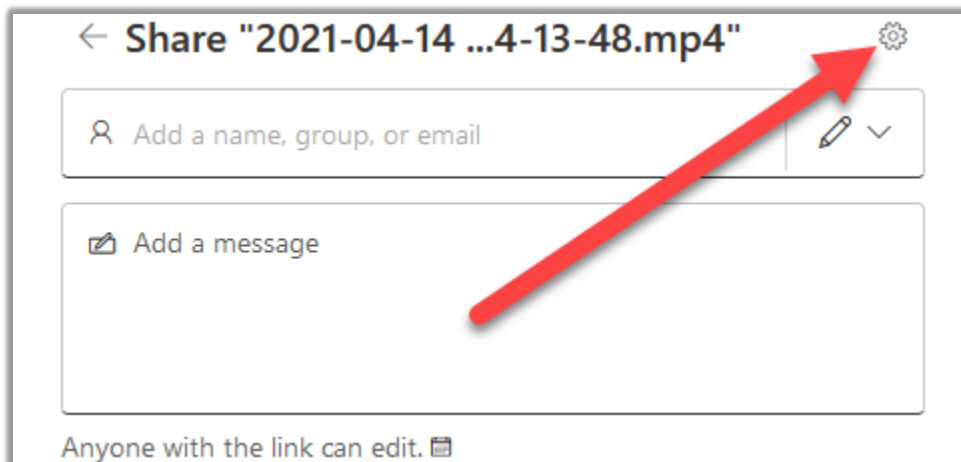 Share "2021-04-14 ...4-13-48.mp4"
Add a name, group, or email
Add a message
Anyone with the link can edit.